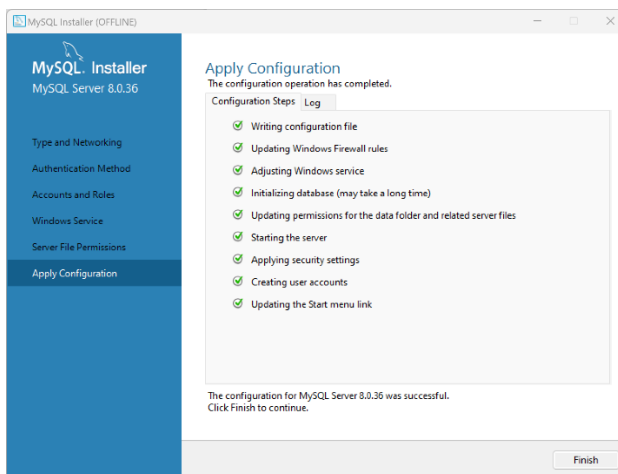 MySQL Installer (OFFLINE)
MySQL. Installer
MySQL Server 8.0.36
Type and Networking
Authentication Method
Accounts and Roles
Windows Service
Server File Permissions
Apply Configuration
Apply Configuration
The configuration operation has completed.
Configuration Steps Log
Writing configuration file
Updating Windows Firewall rules
Adjusting Windows service
Initializing database (may take a long time)
Updating permissions for the data folder and related server files
Starting the server
Applying security settings
Creating user accounts
Updating the Start menu link
The configuration for MySQL Server 8.0.36 was successful.
Click Finish to continue.
Finish